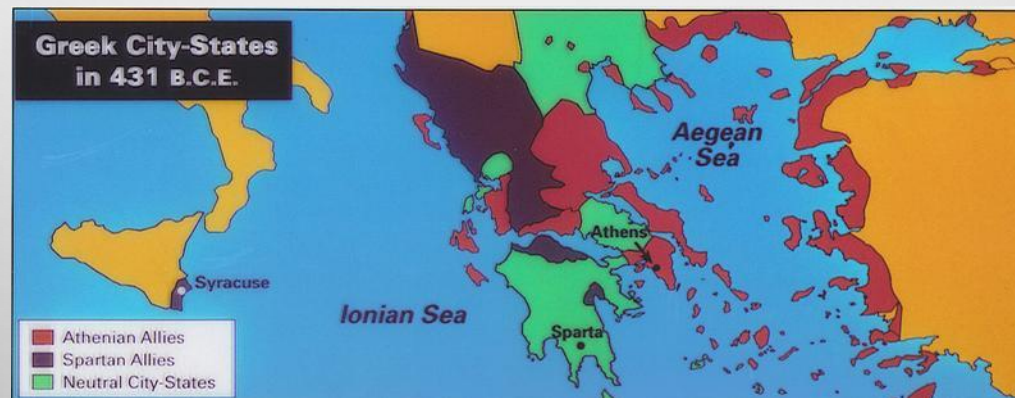 Greek City-States
in 431 B.C.E.
Aegean
Sea
Athens
Syracuse
Ionian Sea
Sparta
Athenian Allies
Spartan Allies
Neutral City-States